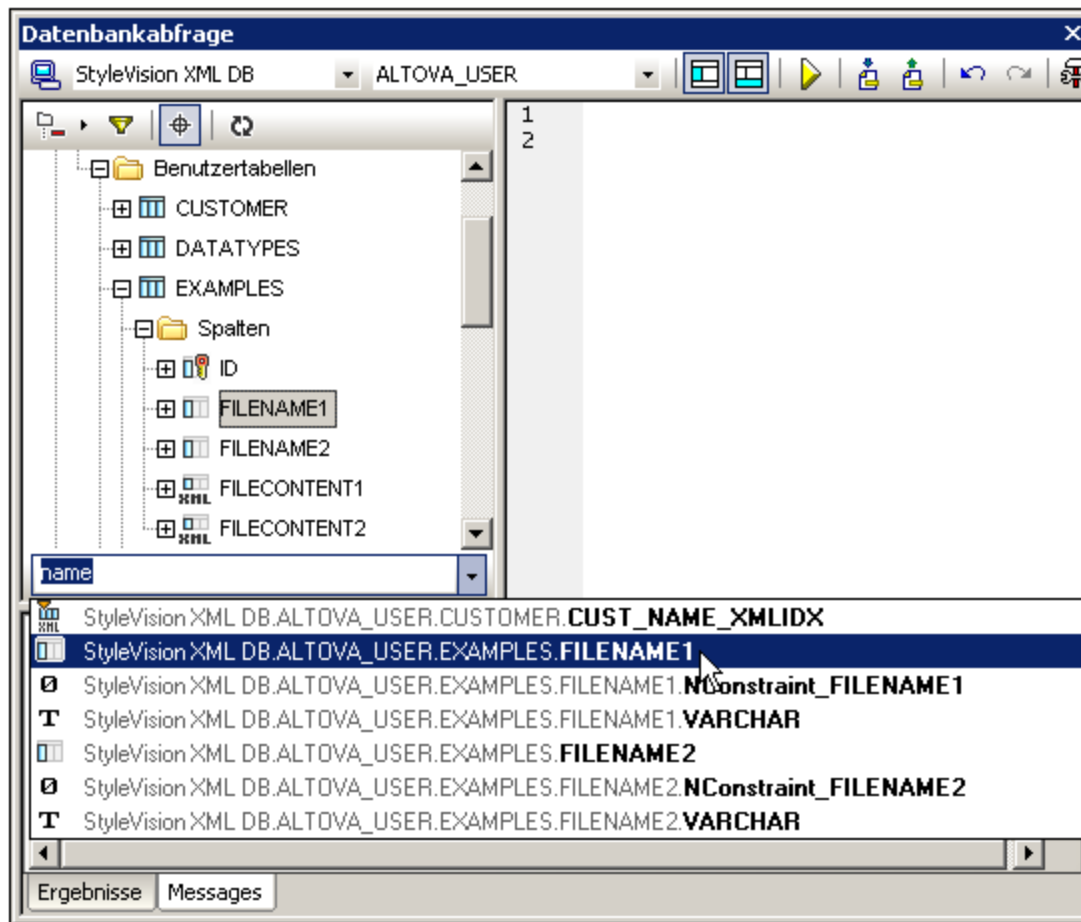 Datenbankabfrage
StyleVision XML DB ALTOVA_USER
1
2
Benutzertabellen
CUSTOMER
DATATYPES
EXAMPLES
Spalten
ID
FILENAME1
FILENAME2
XML FILECONTENT1
XML FILECONTENT2
name
XML StyleVision XML DB.ALTOVA_USER.CUSTOMER.CUST_NAME_XMLIDX
StyleVision XML DB.ALTOVA_USER.EXAMPLES.FILENAME1
StyleVision XML DB.ALTOVA_USER.EXAMPLES.FILENAME1.NConstraint_FILENAME1
T StyleVision XML DB.ALTOVA_USER.EXAMPLES.FILENAME1.VARCHAR
StyleVision XML DB.ALTOVA_USER.EXAMPLES.FILENAME2
StyleVision XML DB.ALTOVA_USER.EXAMPLES.FILENAME2.NConstraint_FILENAME2
T StyleVision XML DB.ALTOVA_USER.EXAMPLES.FILENAME2.VARCHAR
Ergebnisse Messages